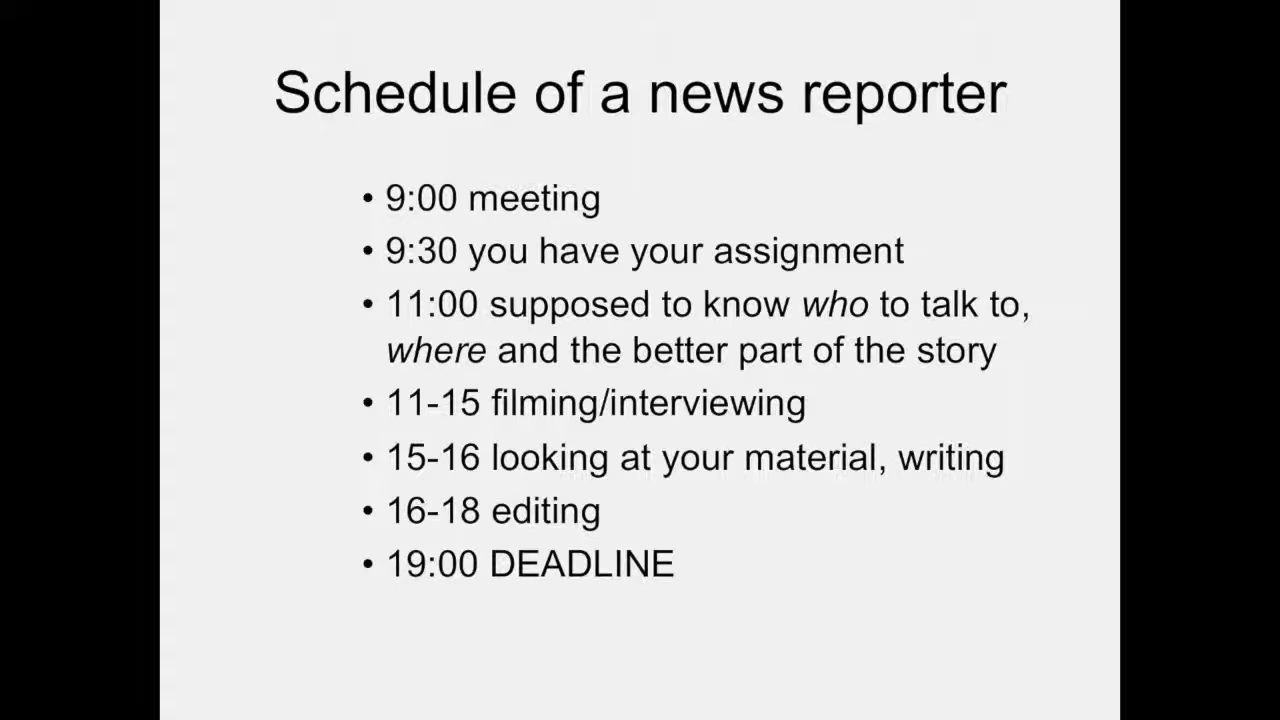 Schedule of a news reporter
• 9:00 meeting
• 9:30 you have your assignment
• 11:00 supposed to know who to talk to,
where and the better part of the story
• 11-15 filming/interviewing
• 15-16 looking at your material, writing
• 16-18 editing
• 19:00 DEADLINE